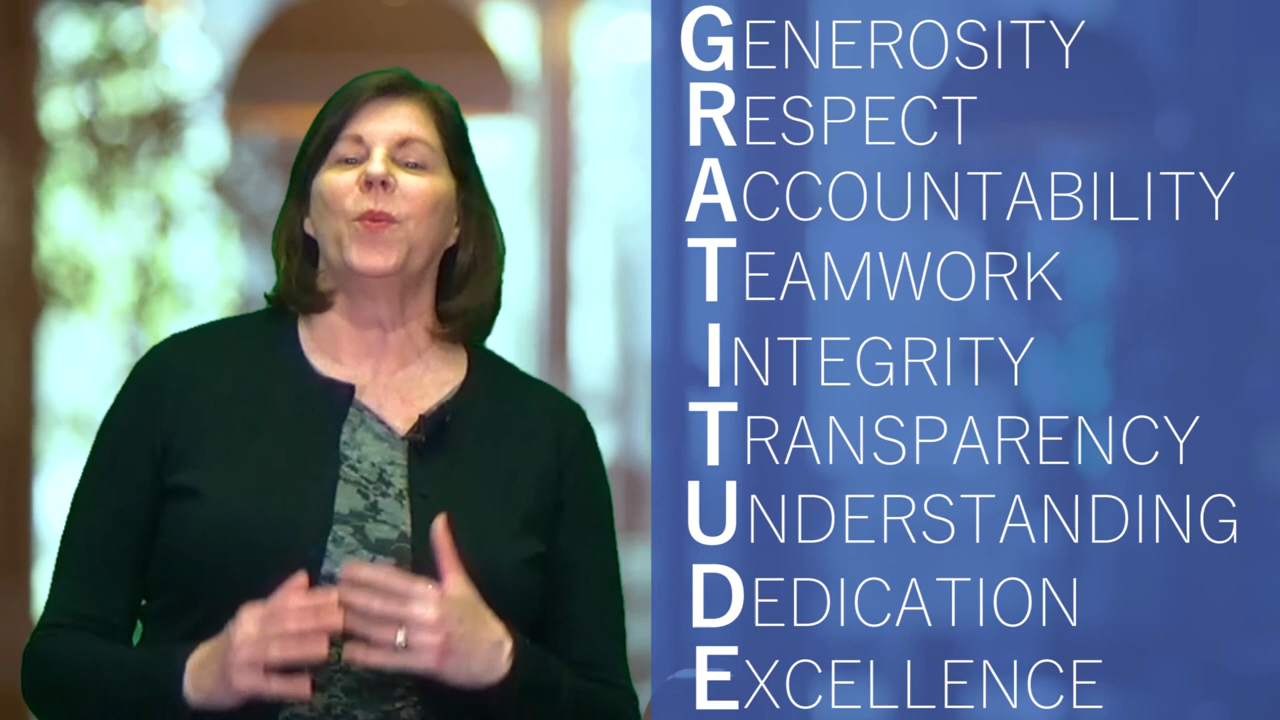 GENEROSITY
RESPECT
ACCOUNTABILITY
TEAMWORK
INTEGRITY
TRANSPARENCY
UNDERSTANDING
DEDICATION
EXCELLENCE